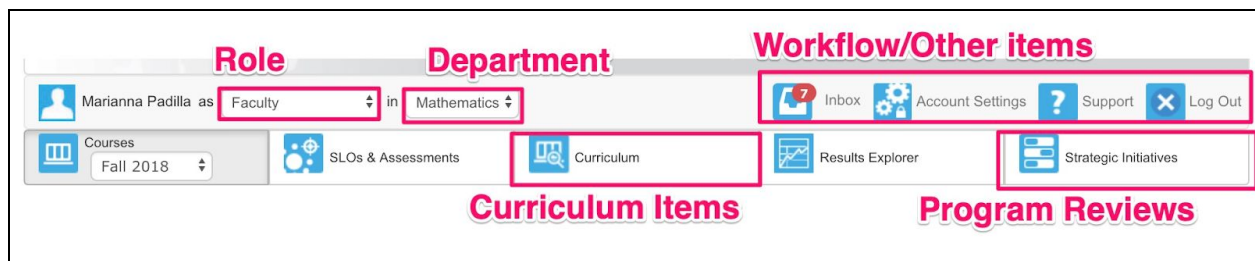 Workflow/Other items
Role Department
Marianna Padilla as Faculty in Mathematics 7 Inbox Account Settings ? Support Log Out
Courses
Fall 2018 SLOs & Assessments Curriculum Results Explorer Strategic Initiatives
Curriculum Items Program Reviews